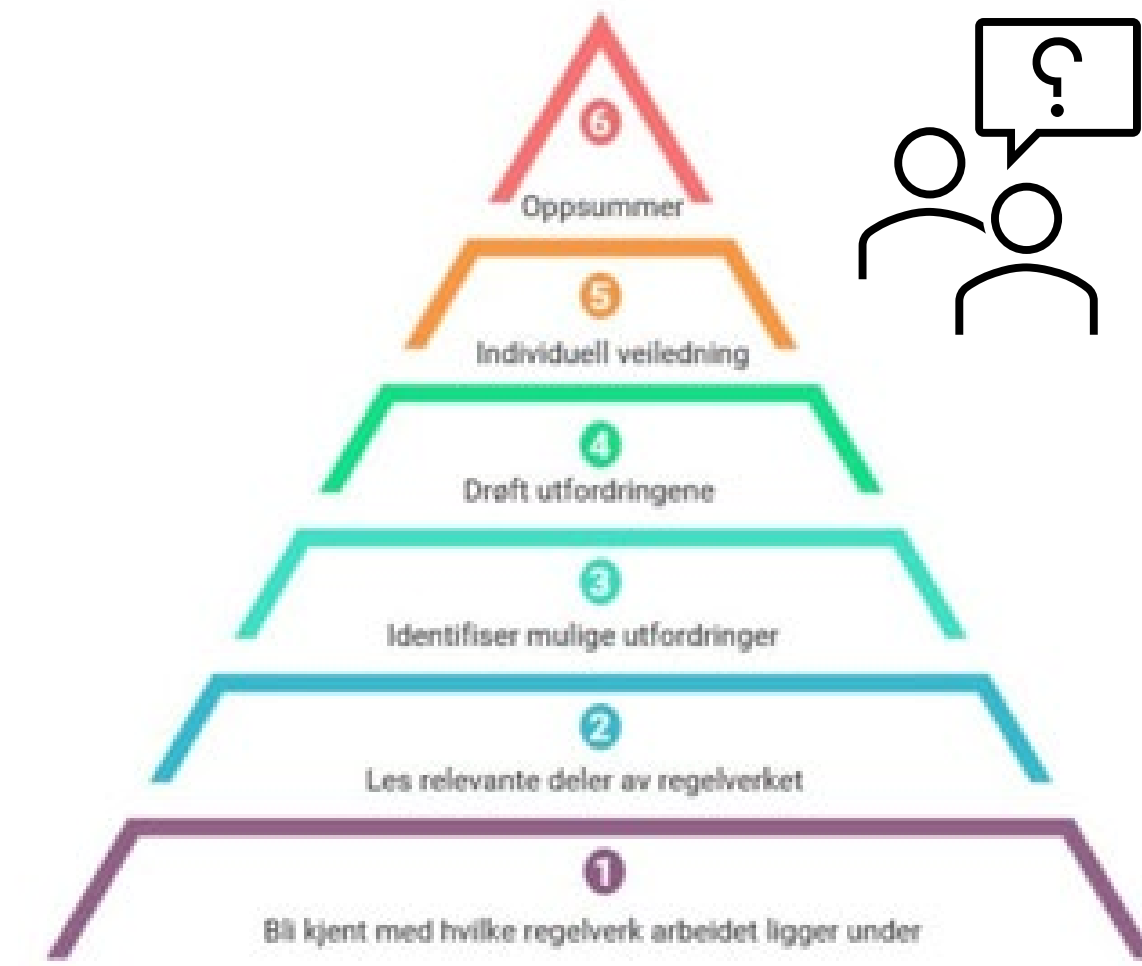 6
Oppsummer
5
Individuell veiledning
4
Drøft utfordringene
3
Identifiser mulige utfordringer
2
Les relevante deler av regelverket
1
Bli kjent med hvilke regelverk arbeidet ligger under
?